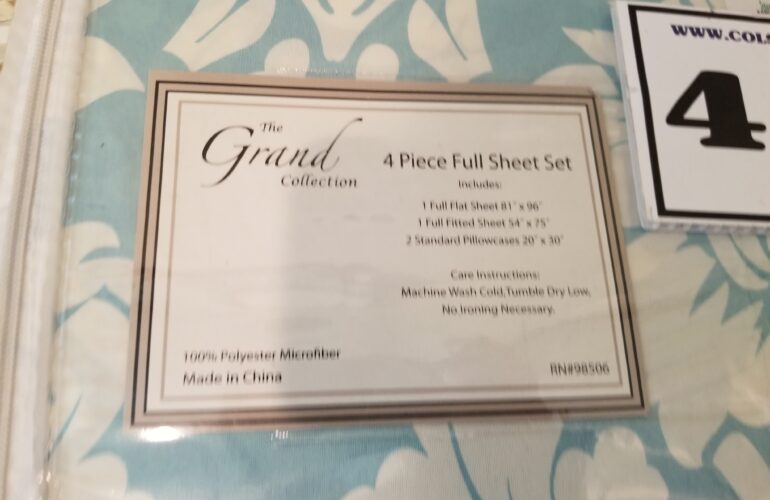 The
Grand
Collection
4 Piece Full Sheet Set
Includes:
1 Full Flat Sheet 81" x 96"
1 Full Fitted Sheet 54" x 75"
2 Standard Pillowcases 20" x 30"
Care Instructions:
Machine Wash Cold,Tumble Dry Low,
No Ironing Necessary.
100% Polyester Microfiber
Made in China
RN#98506
WWW.COLS
4